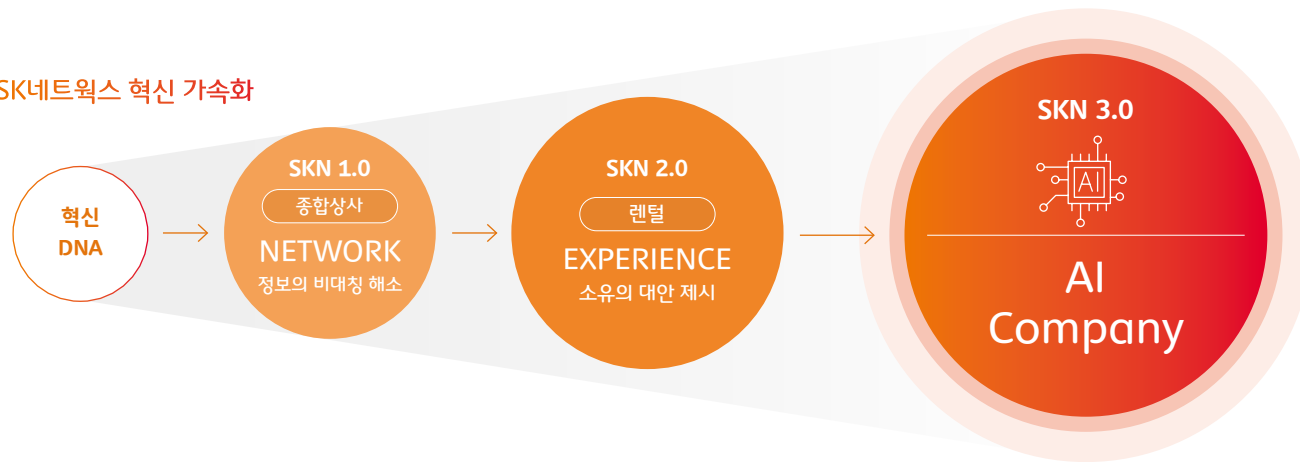 SK네트웍스 혁신 가속화
혁신
DNA
SKN 1.0
종합상사
NETWORK
정보의 비대칭 해소
SKN 2.0
렌털
EXPERIENCE
소유의 대안 제시
SKN 3.0
AI
AI
Company